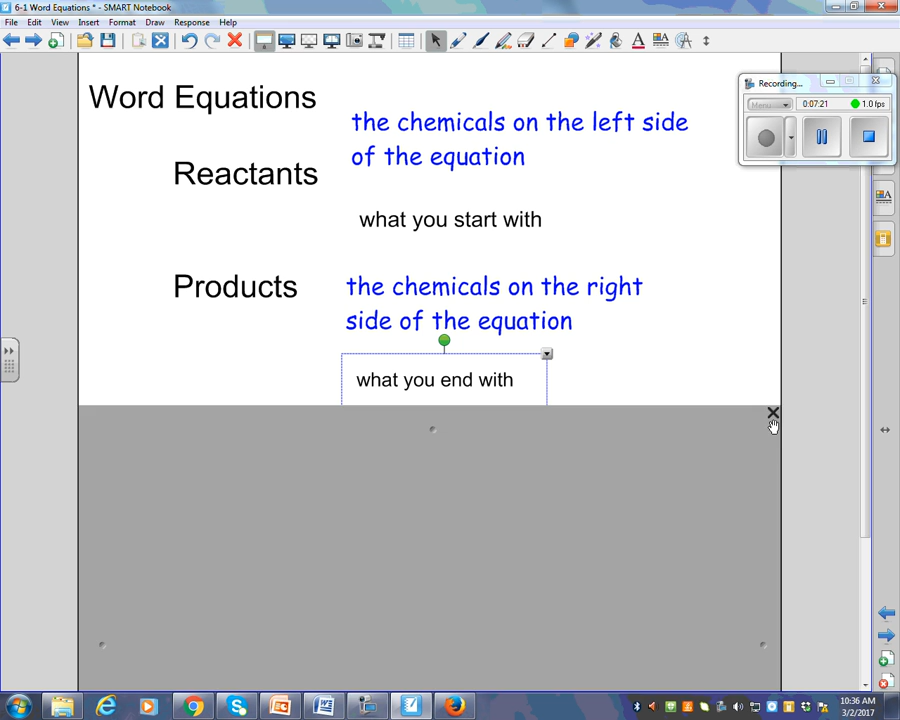 6-1 Word Equations * - SMART Notebook
File Edit View Insert Format Draw Response Help
Recording...
Menu 0:07:21 1.0 fps
Word Equations
the chemicals on the left side
of the equation
Reactants
what you start with
Products
the chemicals on the right
side of the equation
what you end with
10:36 AM
3/2/2017